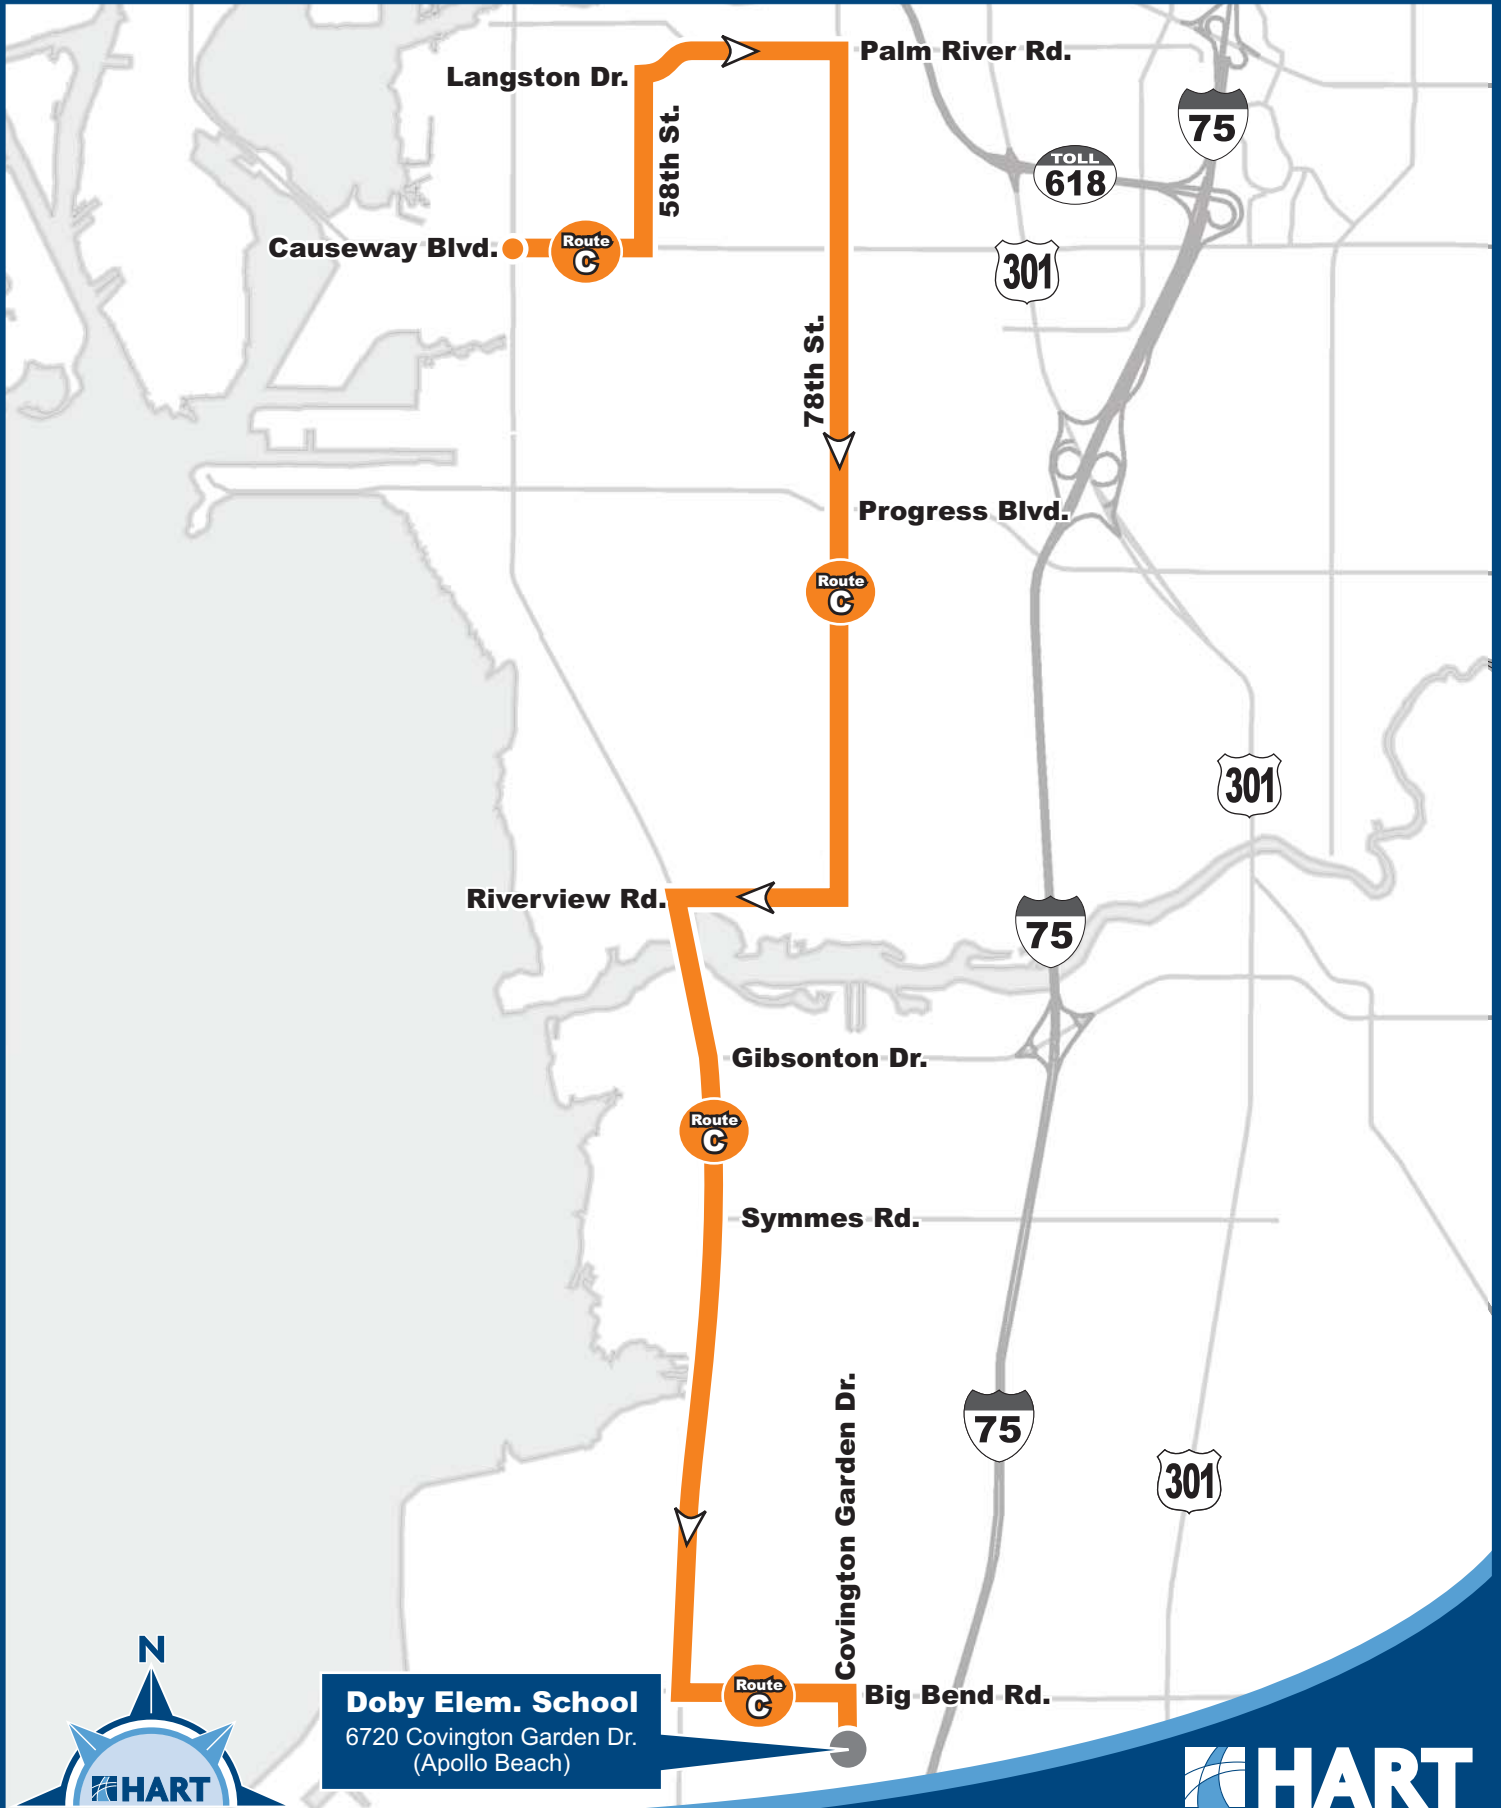 Palm River Rd.
Langston Dr.
75
58th St.
TOLL
618
Causeway Blvd.
Route
C
301
78th St.
Progress Blvd.
Route
C
301
Riverview Rd.
75
Gibsonton Dr.
Route
C
Symmes Rd.
Covington Garden Dr.
75
301
N
Route
C
Big Bend Rd.
Doby Elem. School
6720 Covington Garden Dr.
(Apollo Beach)
HART
HART